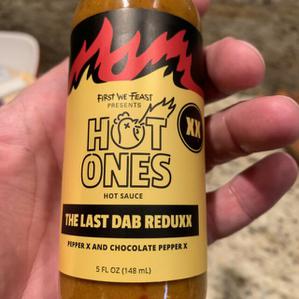 FIRST WE FEAST
PRESENTS
HOT
ONES
XX
HOT SAUCE
THE LAST DAB REDUXX
PEPPER X AND CHOCOLATE PEPPER X
5 FL OZ (148 mL)